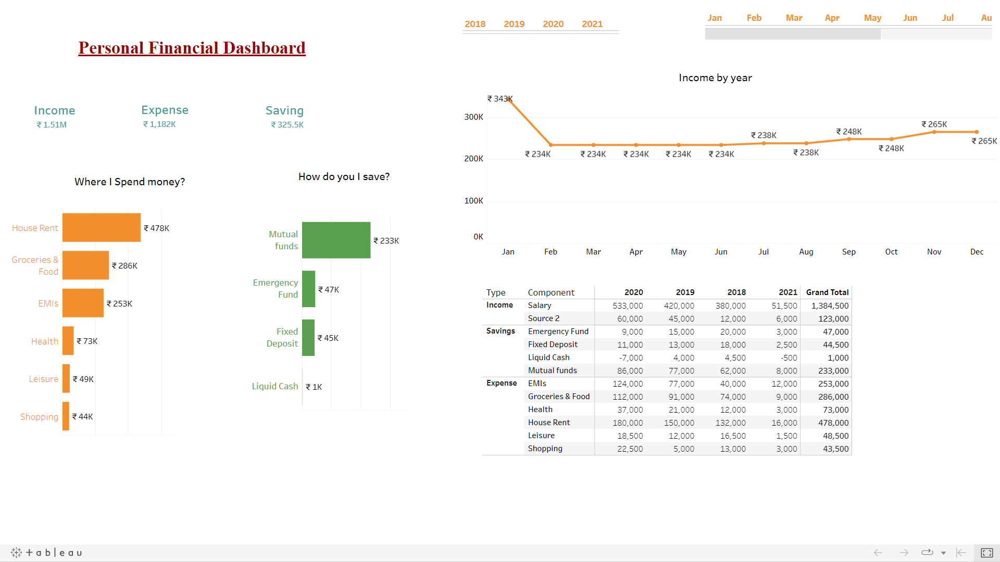 2018 2019 2020 2021
Jan Feb Mar Apr May Jun Jul Au
Personal Financial Dashboard
Income Expense Saving
₹ 1.51M ₹ 1,182K ₹ 325.5K
Where I Spend money?
House Rent ₹ 478K
Groceries &
Food ₹ 286K
EMIs ₹ 253K
Health ₹ 73K
Leisure ₹ 49K
Shopping ₹ 44K
How do you I save?
Mutual
funds ₹ 233K
Emergency
Fund ₹ 47K
Fixed
Deposit ₹ 45K
Liquid Cash ₹ 1K
Income by year
300K
200K
100K
0K
₹ 343K ₹ 234K ₹ 234K ₹ 234K ₹ 234K ₹ 234K ₹ 238K ₹ 238K ₹ 248K ₹ 248K ₹ 265K ₹ 265K
Jan Feb Mar Apr May Jun Jul Aug Sep Oct Nov Dec
Type Component 2020 2019 2018 2021 Grand Total
Income Salary 533,000 420,000 380,000 51,500 1,384,500
Source 2 60,000 45,000 12,000 6,000 123,000
Savings Emergency Fund 9,000 15,000 20,000 3,000 47,000
Fixed Deposit 11,000 13,000 18,000 2,500 44,500
Liquid Cash -7,000 4,000 4,500 -500 1,000
Mutual funds 86,000 77,000 62,000 8,000 233,000
Expense EMIs 124,000 77,000 40,000 12,000 253,000
Groceries & Food 112,000 91,000 74,000 9,000 286,000
Health 37,000 21,000 12,000 3,000 73,000
House Rent 180,000 150,000 132,000 16,000 478,000
Leisure 18,500 12,000 16,500 1,500 48,500
Shopping 22,500 5,000 13,000 3,000 43,500
+ableau